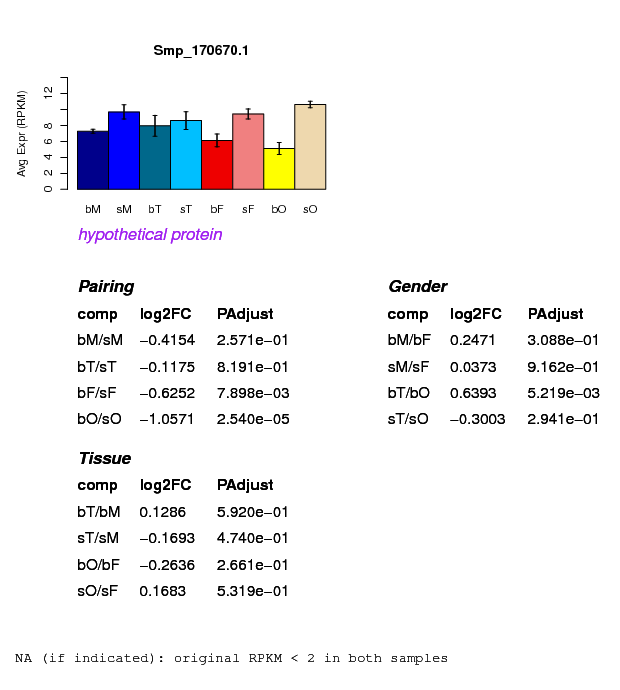 Smp_170670.1
Avg Expr (RPKM)
0 2 4 6 8 12
bM sM bT sT bF sF bO sO
hypothetical protein
Pairing
comp log2FC PAdjust
bM/sM −0.4154 2.571e−01
bT/sT −0.1175 8.191e−01
bF/sF −0.6252 7.898e−03
bO/sO −1.0571 2.540e−05
Gender
comp log2FC PAdjust
bM/bF 0.2471 3.088e−01
sM/sF 0.0373 9.162e−01
bT/bO 0.6393 5.219e−03
sT/sO −0.3003 2.941e−01
Tissue
comp log2FC PAdjust
bT/bM 0.1286 5.920e−01
sT/sM −0.1693 4.740e−01
bO/bF −0.2636 2.661e−01
sO/sF 0.1683 5.319e−01
NA (if indicated): original RPKM < 2 in both samples